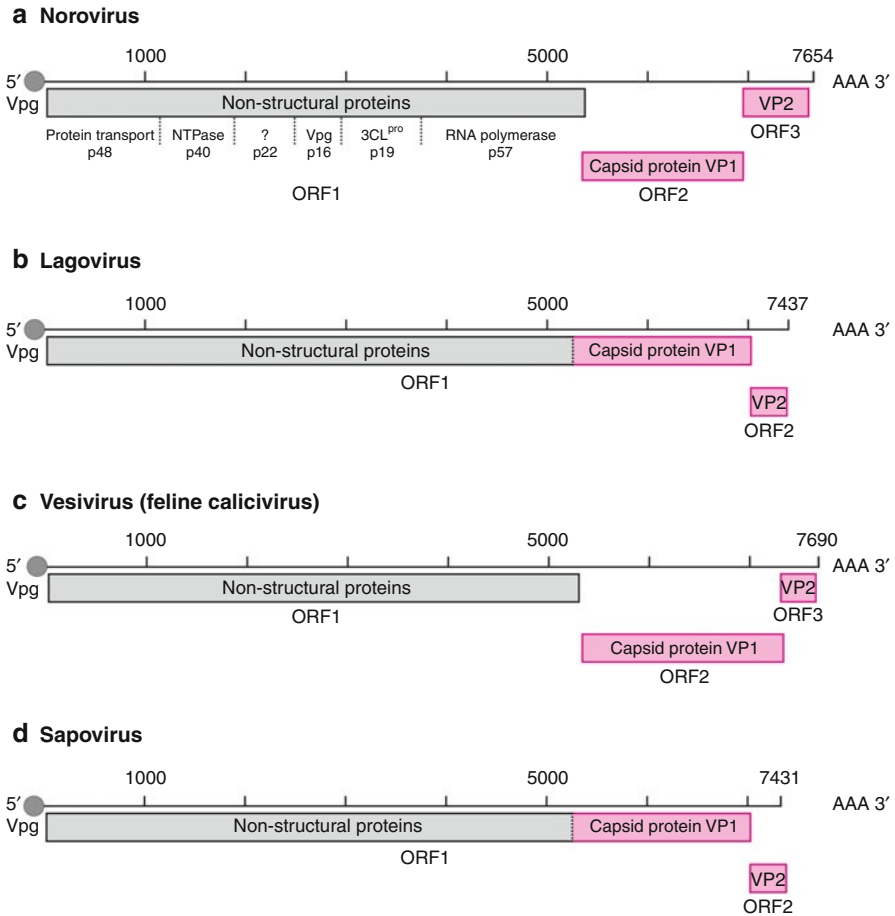 a Norovirus
1000 5000 7654
5′ AAA 3′
Vpg Non-structural proteins VP2
Protein transport NTPase ? Vpg 3CLpro RNA polymerase ORF3
p48 p40 p22 p16 p19 p57
Capsid protein VP1
ORF1 ORF2
b Lagovirus
1000 5000 7437
5′ AAA 3′
Vpg Non-structural proteins Capsid protein VP1
ORF1
VP2
ORF2
c Vesivirus (feline calicivirus)
1000 5000 7690
5′ AAA 3′
Vpg Non-structural proteins VP2
ORF1 ORF3
Capsid protein VP1
ORF2
d Sapovirus
1000 5000 7431
5′ AAA 3′
Vpg Non-structural proteins Capsid protein VP1
ORF1
VP2
ORF2